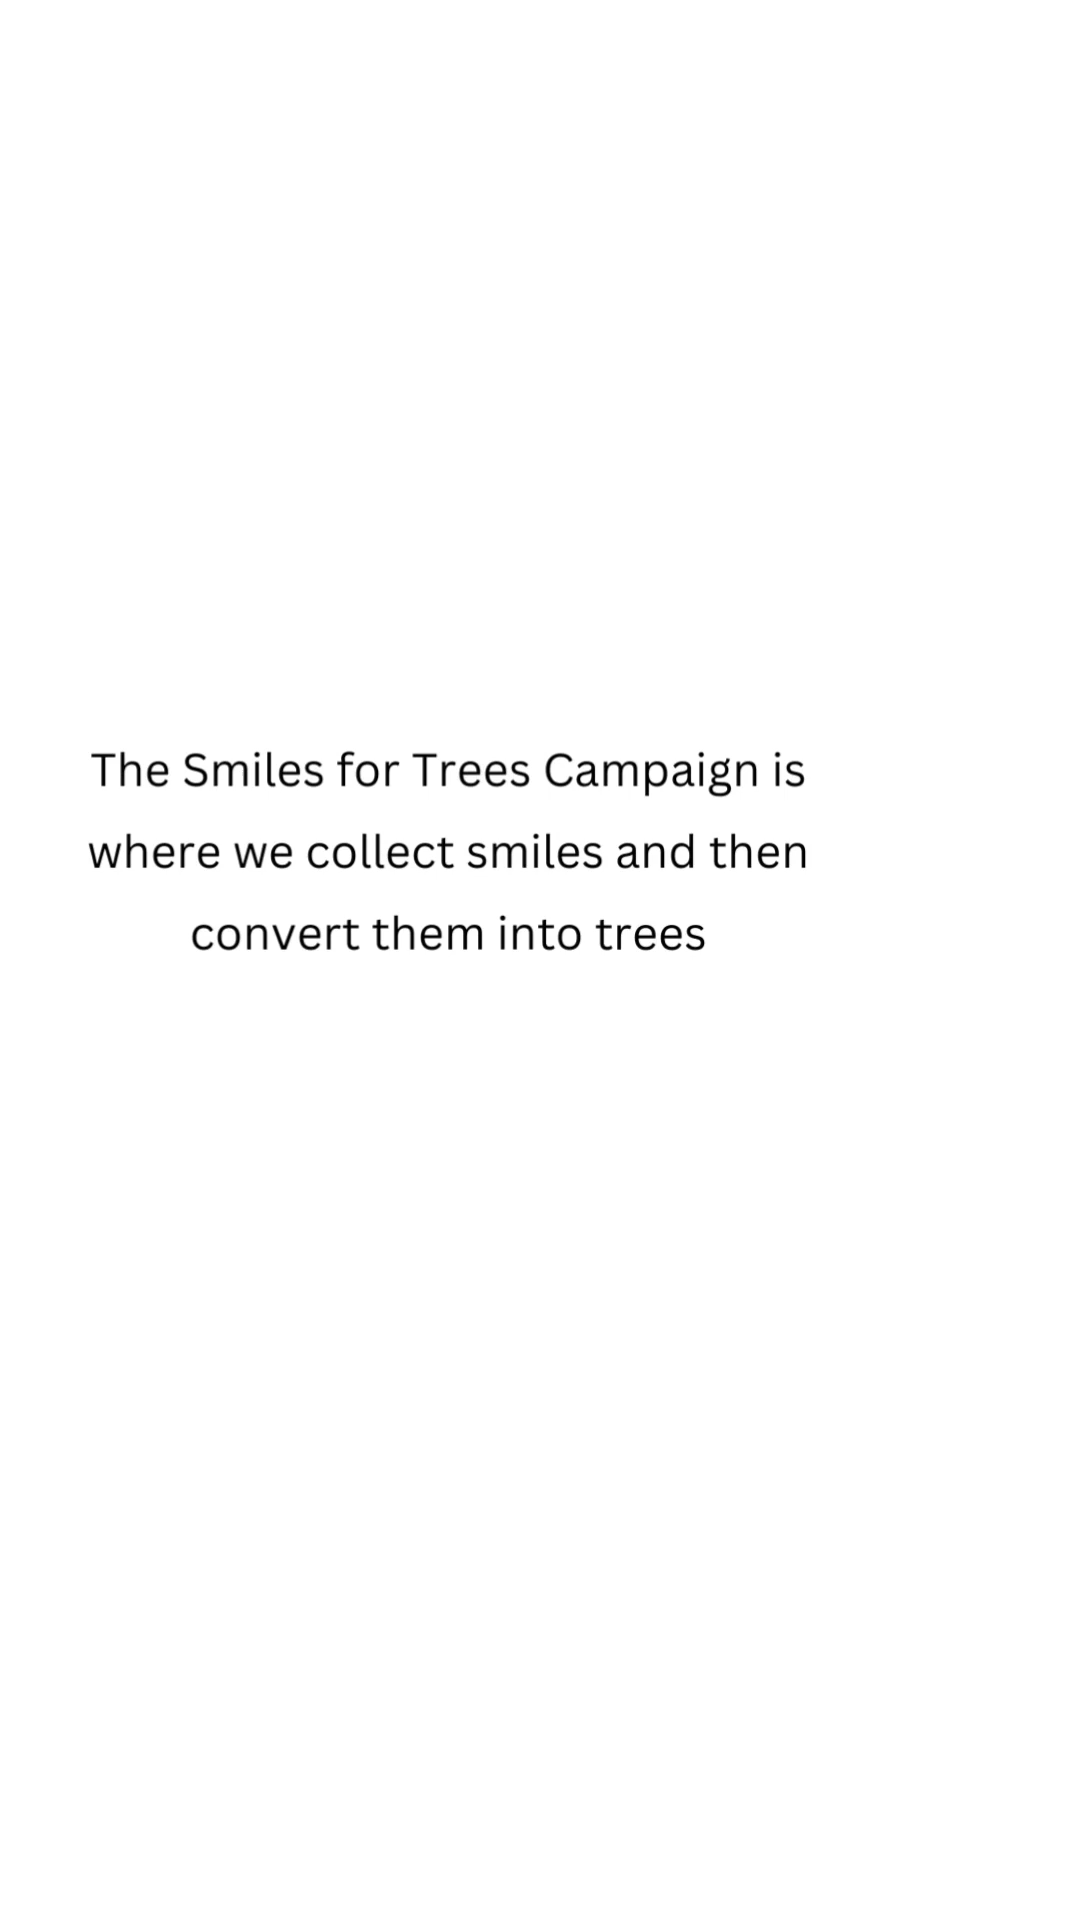 The Smiles for Trees Campaign is
where we collect smiles and then
convert them into trees